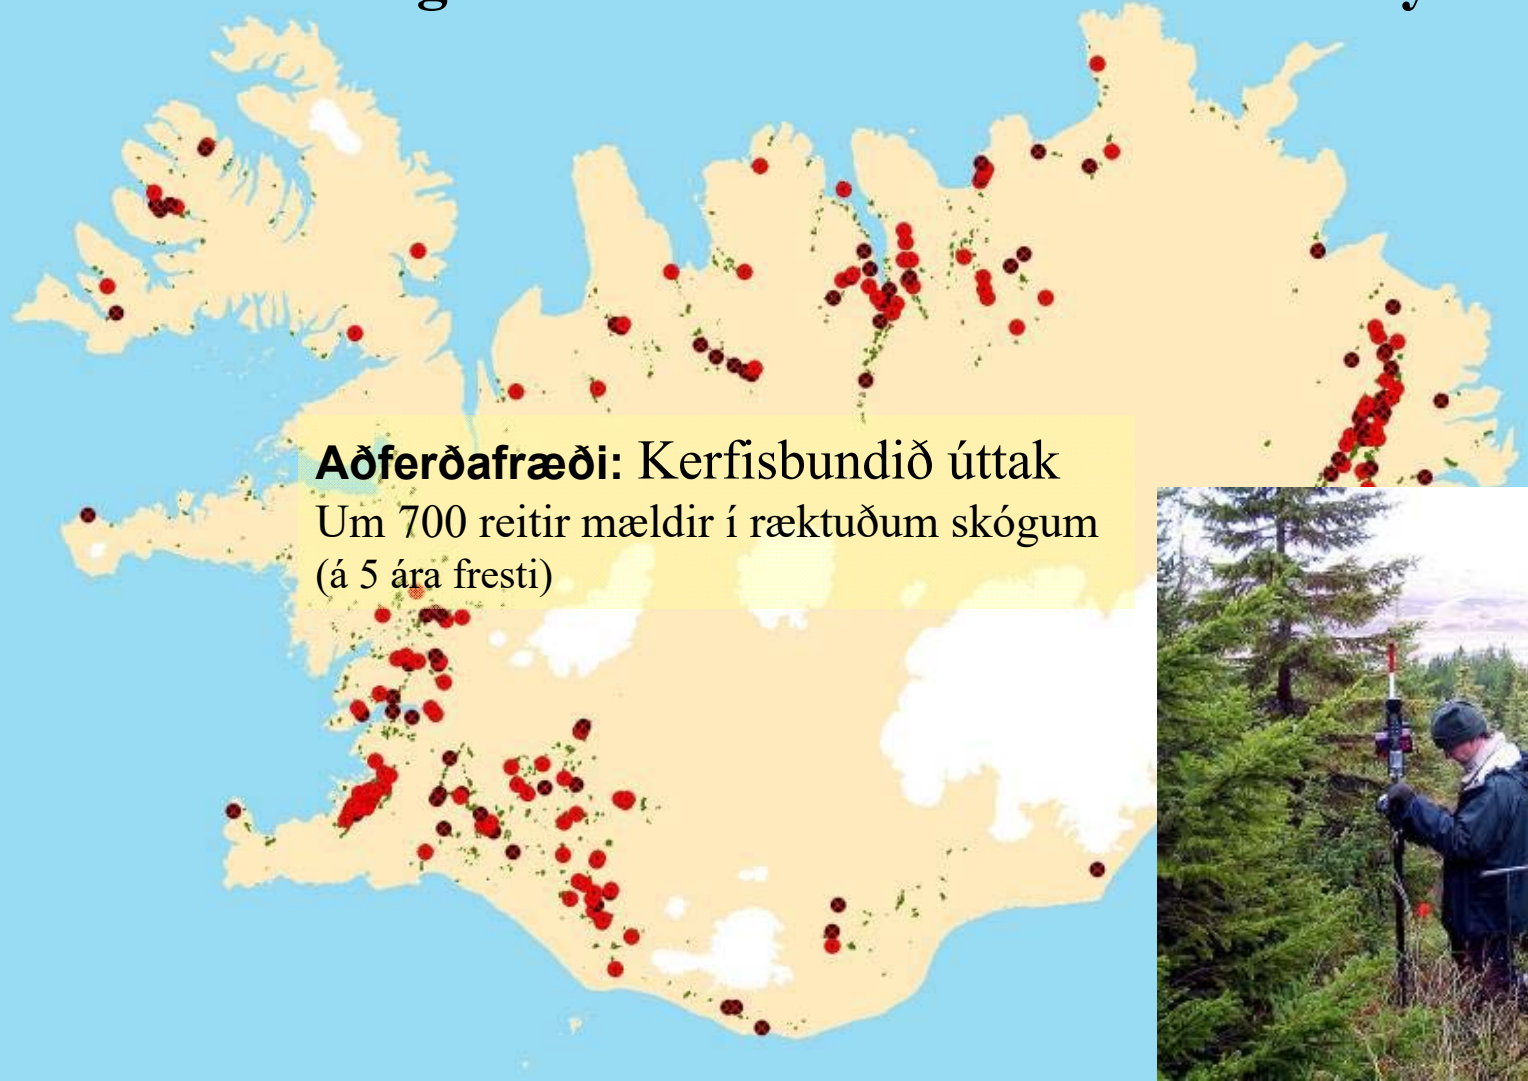 Aðferðafræði: Kerfisbundið úttak
Um 700 reitir mældir í ræktuðum skógum
(á 5 ára fresti)